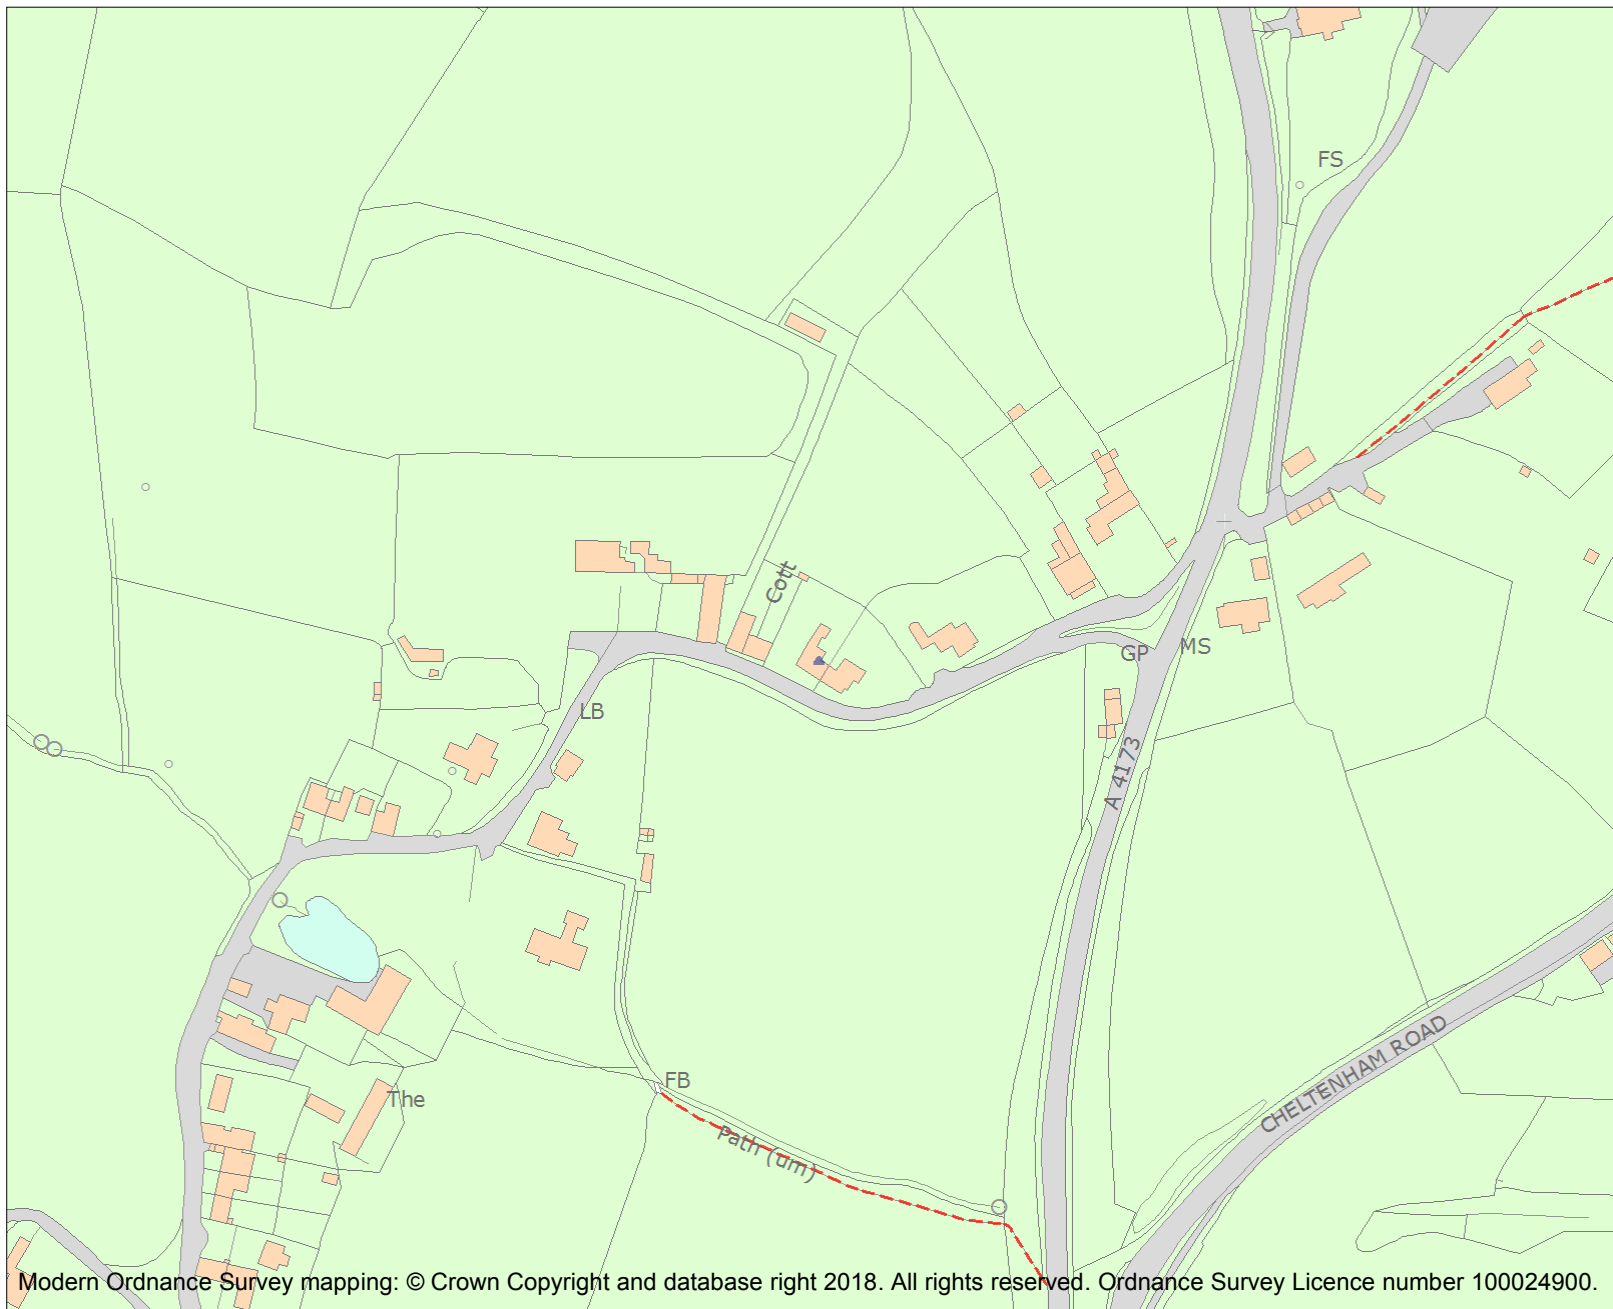 FS
Cott
GP
MS
LB
A 4173
CHELTENHAM ROAD
FB
The
Path (um)
Modern Ordnance Survey mapping: © Crown Copyright and database right 2018. All rights reserved. Ordnance Survey Licence number 100024900.